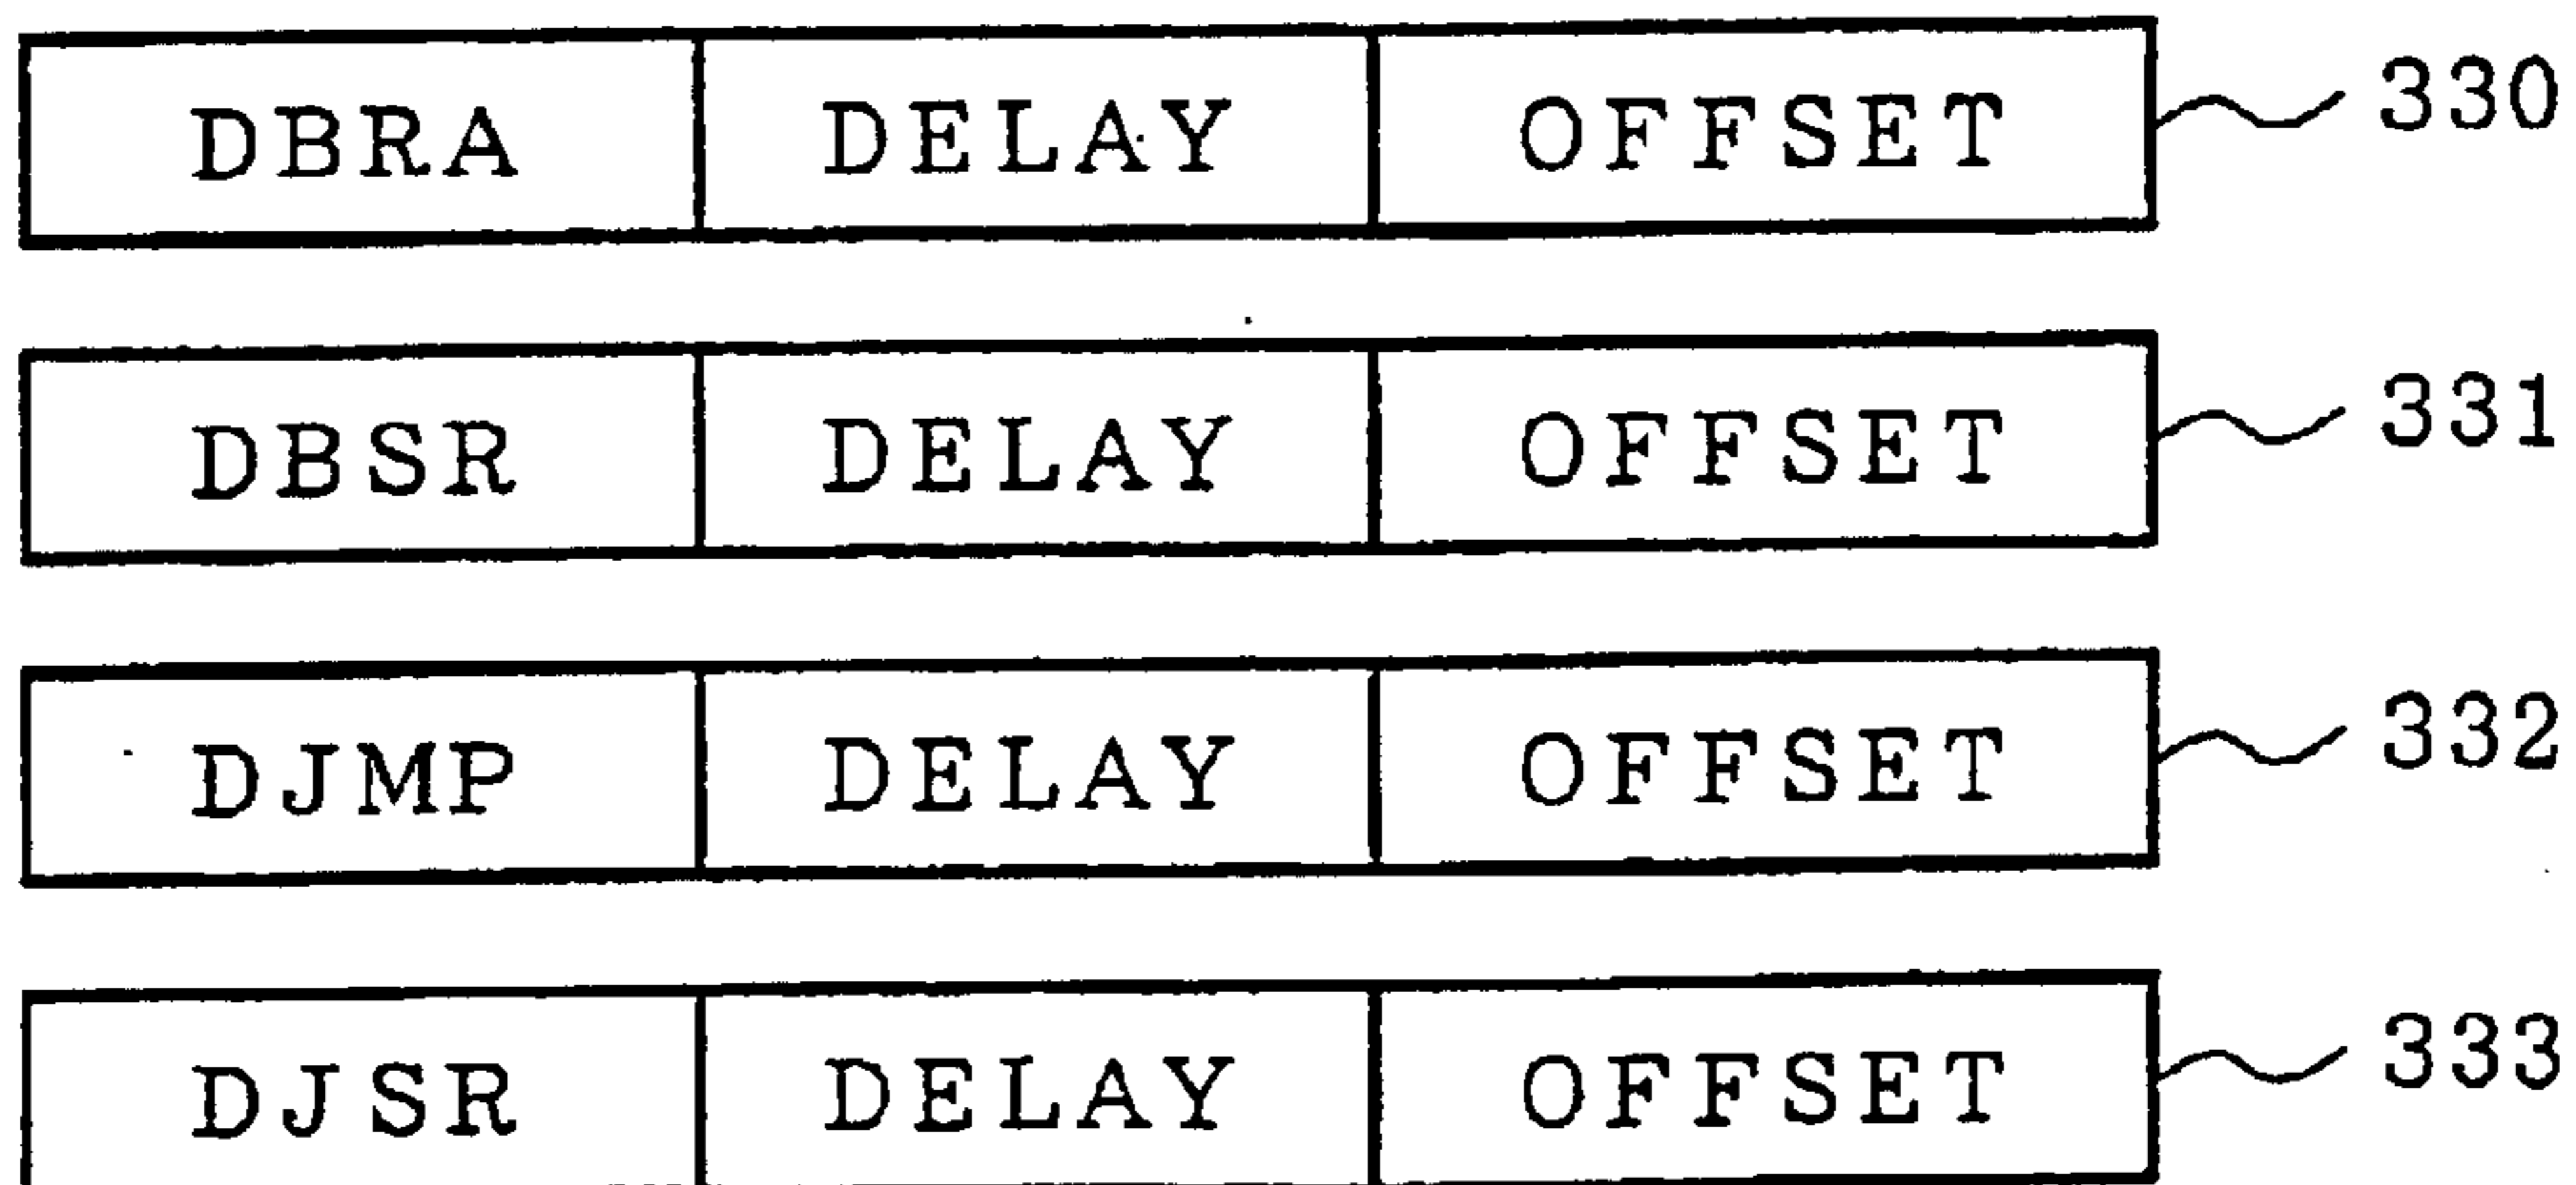 DBRA DELAY OFFSET 330
DBSR DELAY OFFSET 331
DJMP DELAY OFFSET 332
DJSR DELAY OFFSET 333